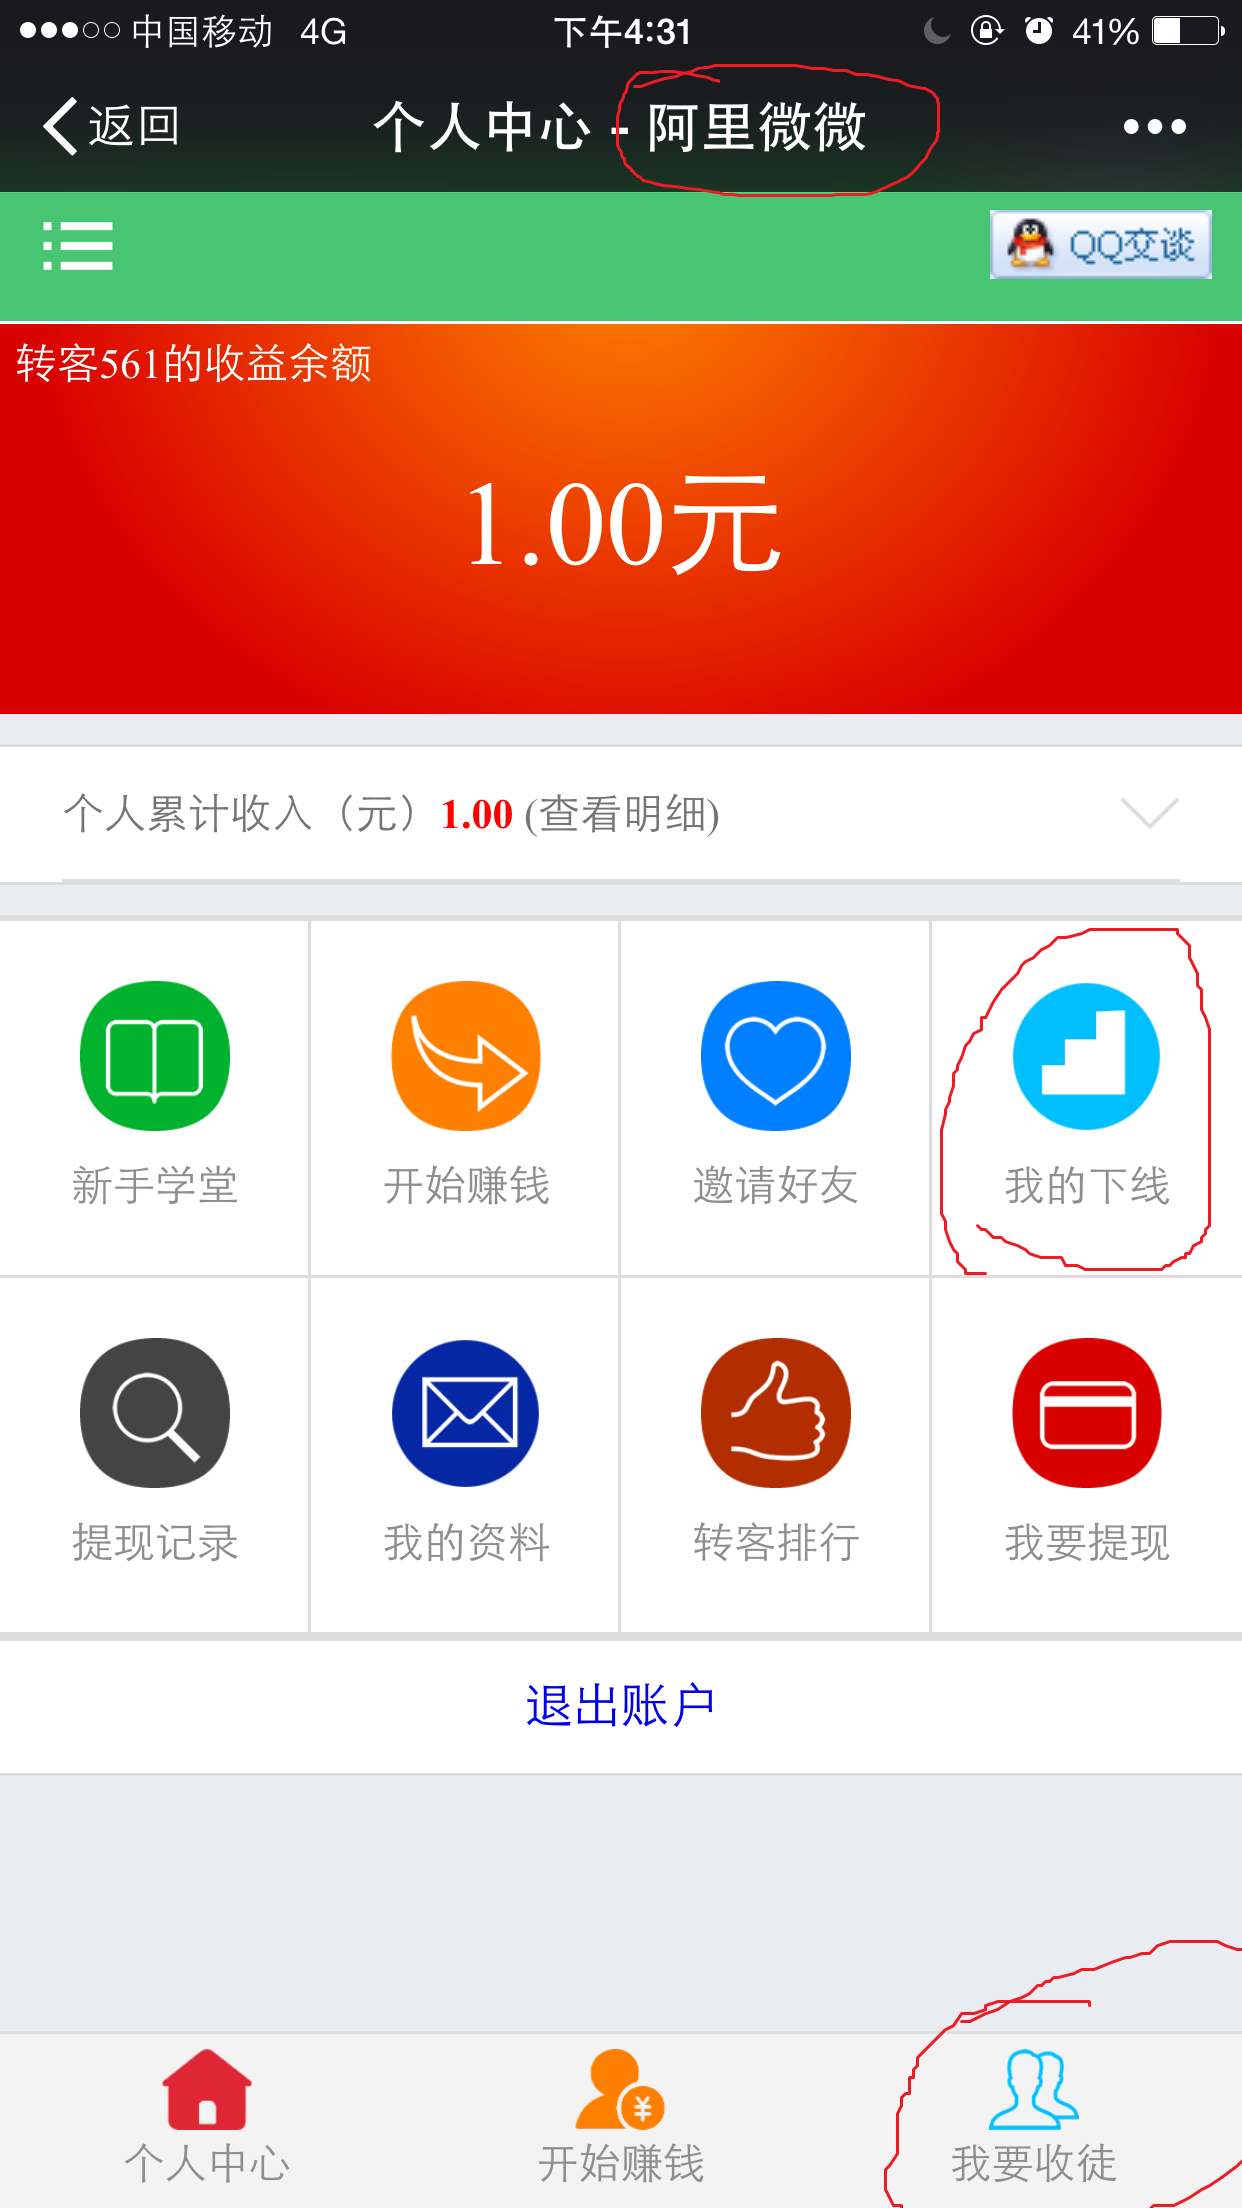 中国移动 4G 下午4:31 41%
返回 个人中心 - 阿里微微
QQ交谈
转客561的收益余额
1.00元
个人累计收入（元）1.00 (查看明细)
新手学堂 开始赚钱 邀请好友 我的下线
提现记录 我的资料 转客排行 我要提现
退出账户
¥
个人中心 开始赚钱 我要收徒